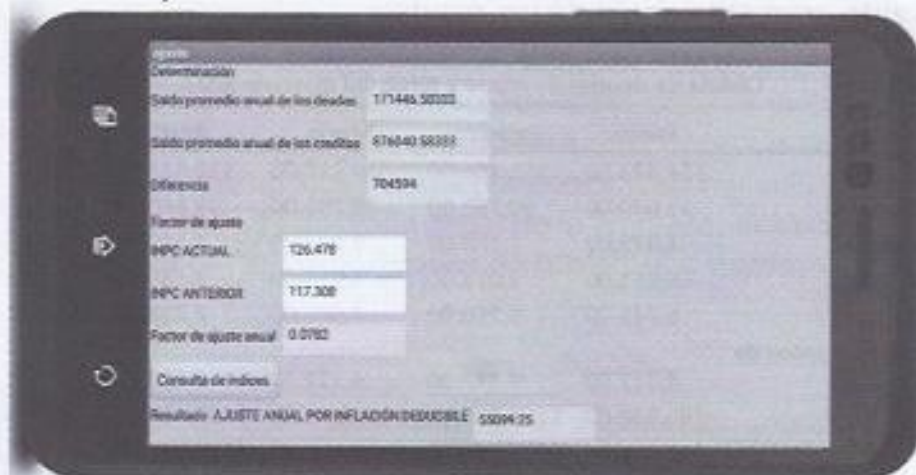 ajuste
Determinación
Saldo promedio anual de los deudas 171446.58333
Saldo promedio anual de los creditos 876040.58333
Diferencia 704594
Factor de ajuste
INPC ACTUAL 126.478
INPC ANTERIOR 117.308
Factor de ajuste anual 0.0782
Consulta de indices
Resultado AJUSTE ANUAL POR INFLACIÓN DEDUCIBLE 55099.25